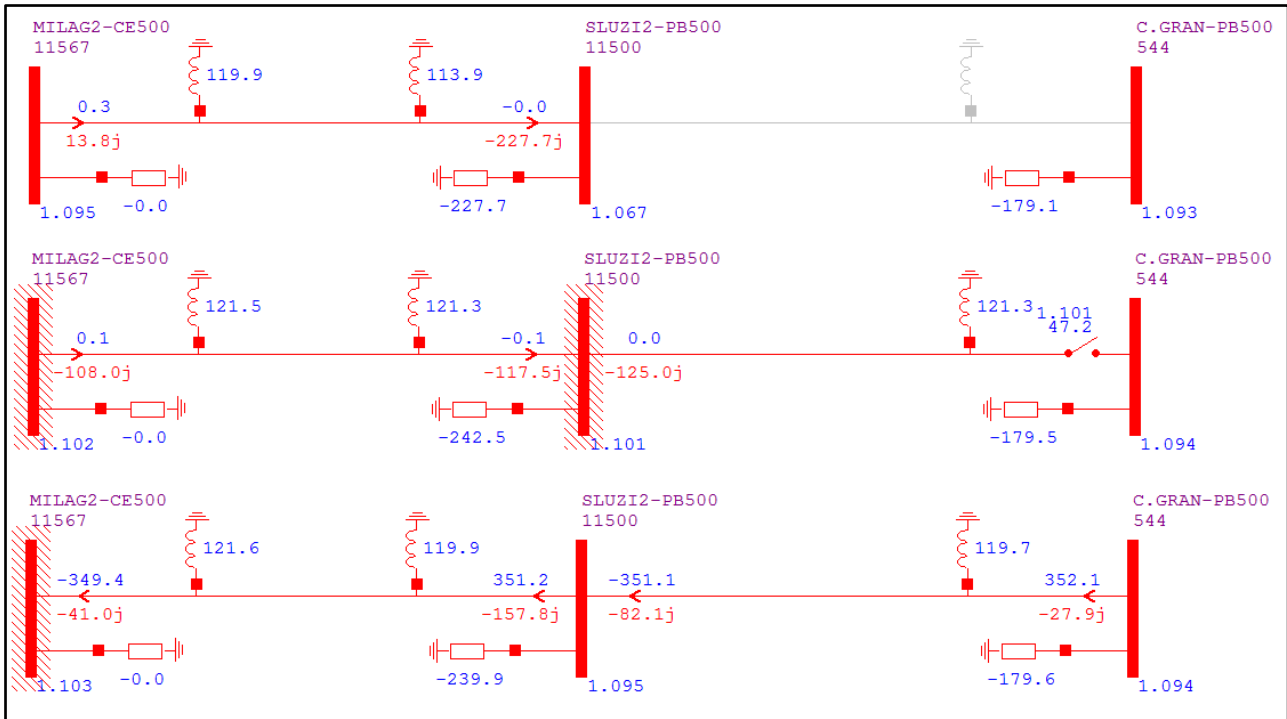 MILAG2-CE500
11567
SLUZI2-PB500
11500
C.GRAN-PB500
544
119.9
113.9
0.3
13.8j
-0.0
-227.7j
-0.0
-227.7
-179.1
1.095
1.067
1.093
MILAG2-CE500
11567
SLUZI2-PB500
11500
C.GRAN-PB500
544
121.5
121.3
121.3
1.101
47.2
0.1
-108.0j
-0.1
-117.5j
0.0
-125.0j
-0.0
-242.5
-179.5
1.102
1.101
1.094
MILAG2-CE500
11567
SLUZI2-PB500
11500
C.GRAN-PB500
544
121.6
119.9
119.7
-349.4
-41.0j
351.2
-157.8j
-351.1
-82.1j
352.1
-27.9j
-0.0
-239.9
-179.6
1.103
1.095
1.094